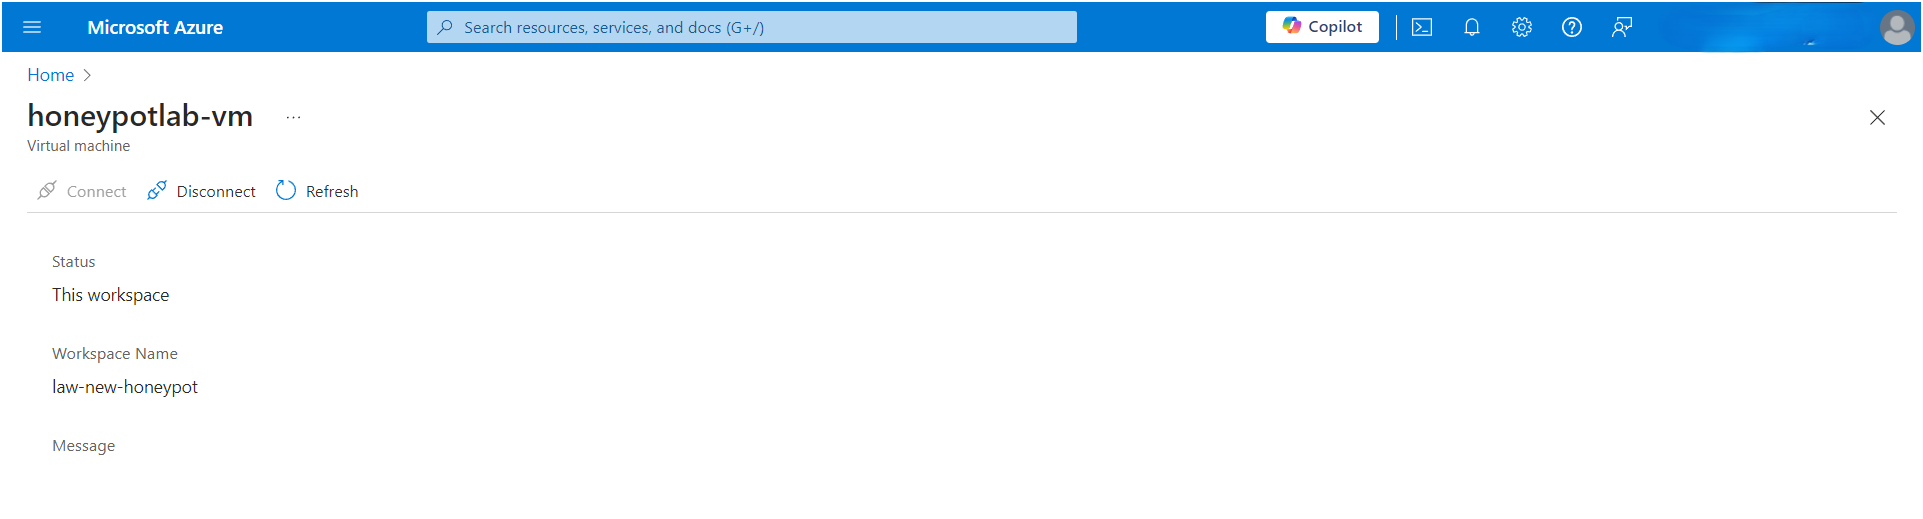 Microsoft Azure
Search resources, services, and docs (G+/)
Copilot
Home
honeypotlab-vm ...
Virtual machine
Connect Disconnect Refresh
Status
This workspace
Workspace Name
law-new-honeypot
Message